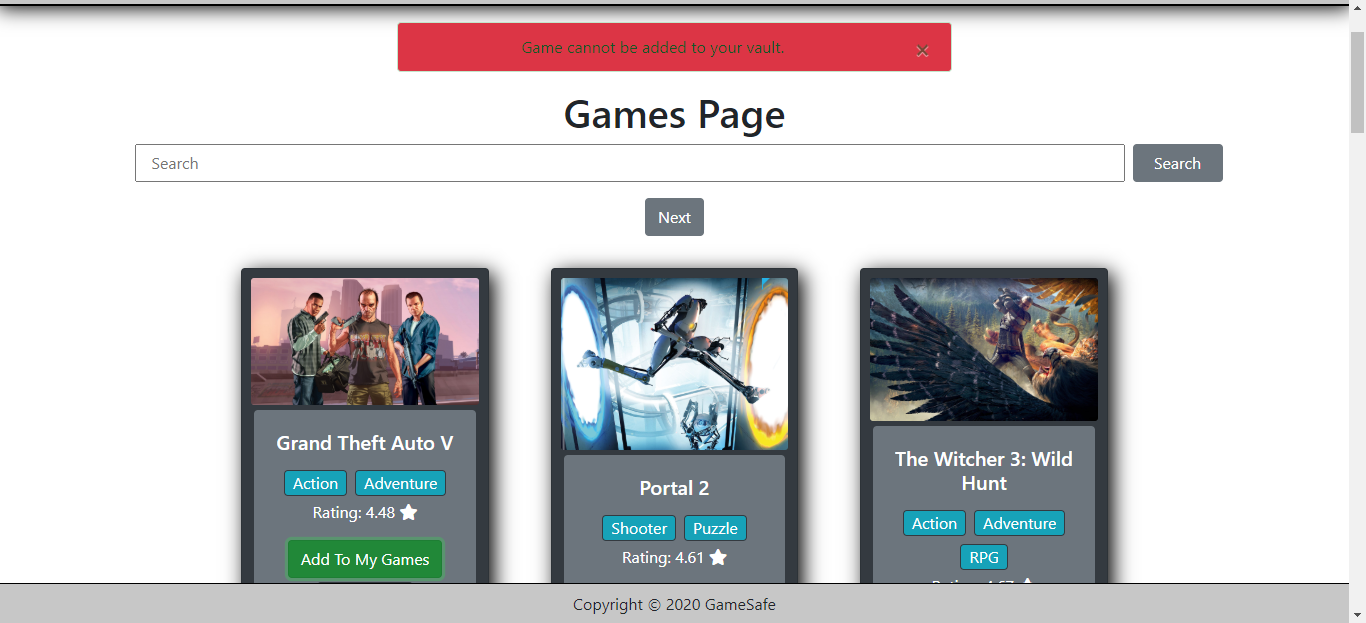 Game cannot be added to your vault. ×
Games Page
Search Search
Next
Grand Theft Auto V
Action Adventure
Rating: 4.48
Add To My Games
Portal 2
Shooter Puzzle
Rating: 4.61
The Witcher 3: Wild
Hunt
Action Adventure
RPG
Copyright © 2020 GameSafe